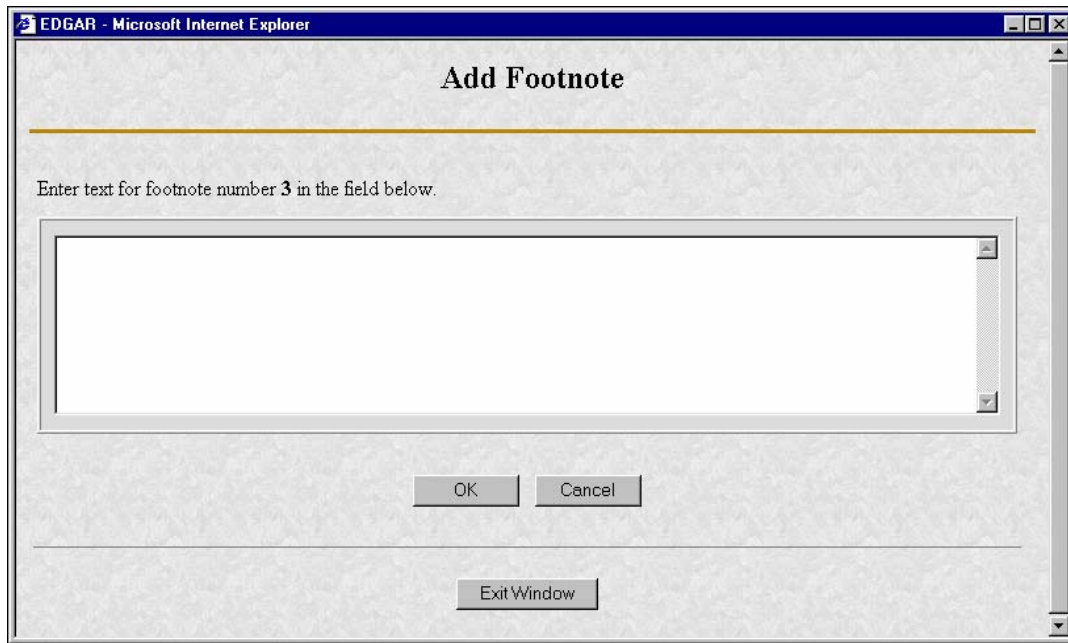 EDGAR - Microsoft Internet Explorer
Add Footnote
Enter text for footnote number 3 in the field below.
OK Cancel
Exit Window